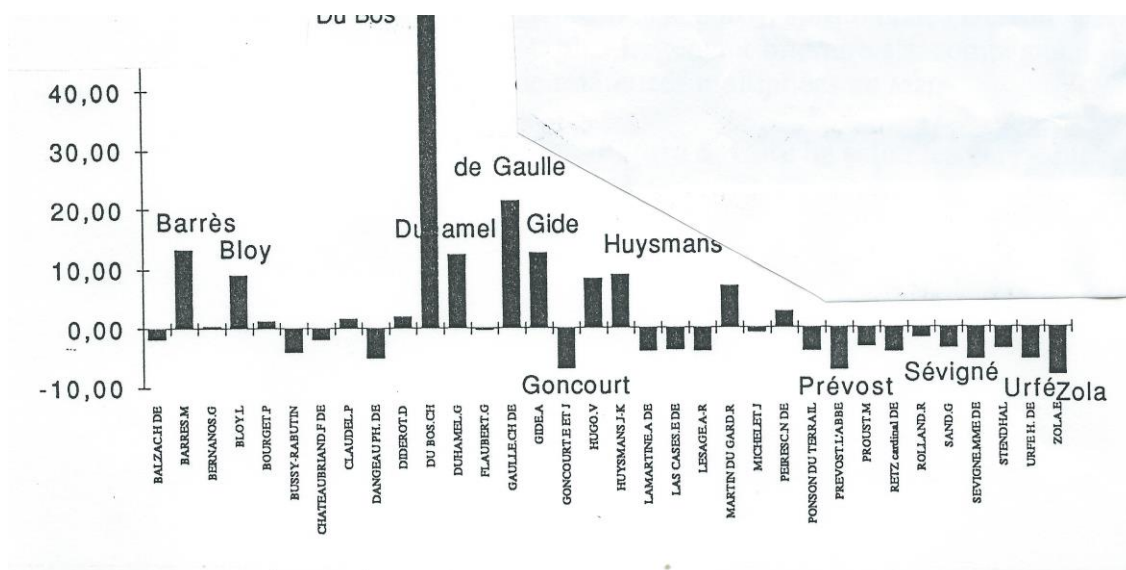 Du Bos
40,00
30,00
de Gaulle
20,00
Barrès
Duhamel
Gide
Bloy
Huysmans
10,00
0,00
-10,00
Goncourt
Prévost
Sévigné
Urfé
Zola
BALZAC.H DE
BARRES.M
BERNANOS.G
BLOY.L
BOURGET.P
BUSSY-RABUTIN
CHATEAUBRIAND.F DE
CLAUDEL.P
DANGEAU PH. DE
DIDEROT.D
DU BOS.CH
DUHAMEL.G
FLAUBERT.G
GAULLE.CH DE
GIDE.A
GONCOURT.E ET J
HUGO.V
HUYSMANS J-K
LAMARTINE.A DE
LAS CASES.E DE
LESAGE.A-R
MARTIN DU GARD.R
MICHELET.J
PEIRESC.N DE
PONSON DU TERRAIL
PREVOST.L'ABBE
PROUST.M
RETZ cardinal DE
ROLLAND.R
SAND.G
SEVIGNE.MME DE
STENDHAL
URFE H. DE
ZOLA.E